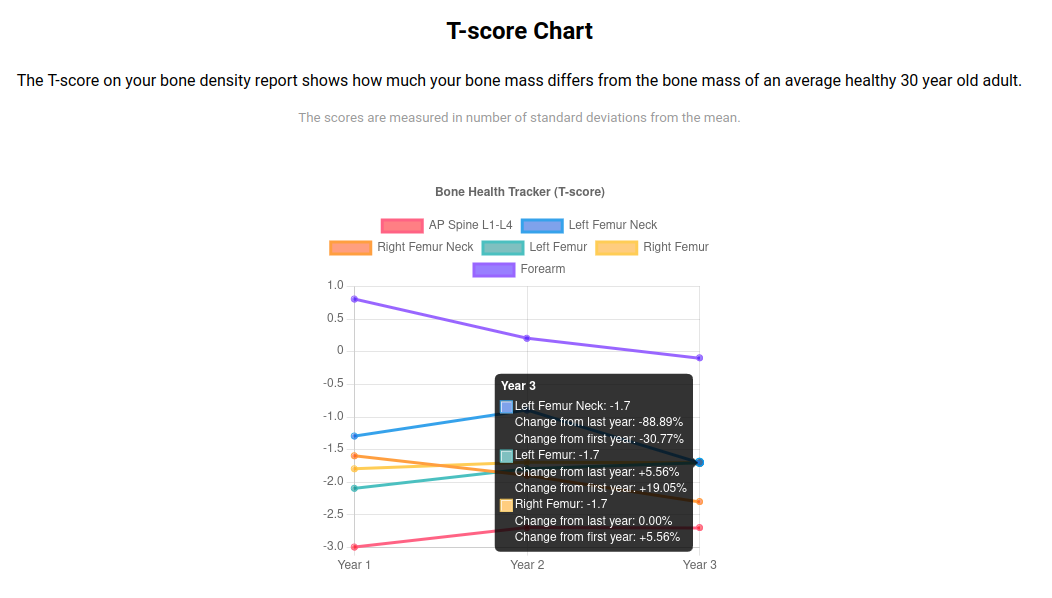 T-score Chart
The T-score on your bone density report shows how much your bone mass differs from the bone mass of an average healthy 30 year old adult.
The scores are measured in number of standard deviations from the mean.
Bone Health Tracker (T-score)
AP Spine L1-L4 Left Femur Neck
Right Femur Neck Left Femur Right Femur
Forearm
1.0
0.5
0
-0.5
-1.0
-1.5
-2.0
-2.5
-3.0
Year 3
Left Femur Neck: -1.7
Change from last year: -88.89%
Change from first year: -30.77%
Left Femur: -1.7
Change from last year: +5.56%
Change from first year: +19.05%
Right Femur: -1.7
Change from last year: 0.00%
Change from first year: +5.56%
Year 1 Year 2 Year 3